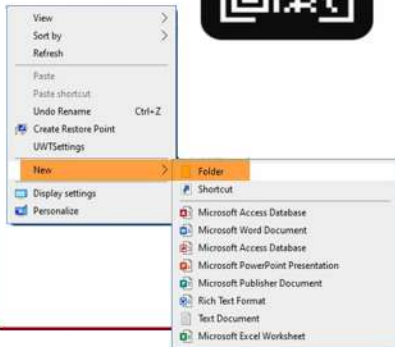 View
Sort by
Refresh
Paste
Paste shortcut
Undo Rename Ctrl+Z
Create Restore Point
UWTSettings
New
Display settings
Personalize
Folder
Shortcut
Microsoft Access Database
Microsoft Word Document
Microsoft Access Database
Microsoft PowerPoint Presentation
Microsoft Publisher Document
Rich Text Format
Text Document
Microsoft Excel Worksheet